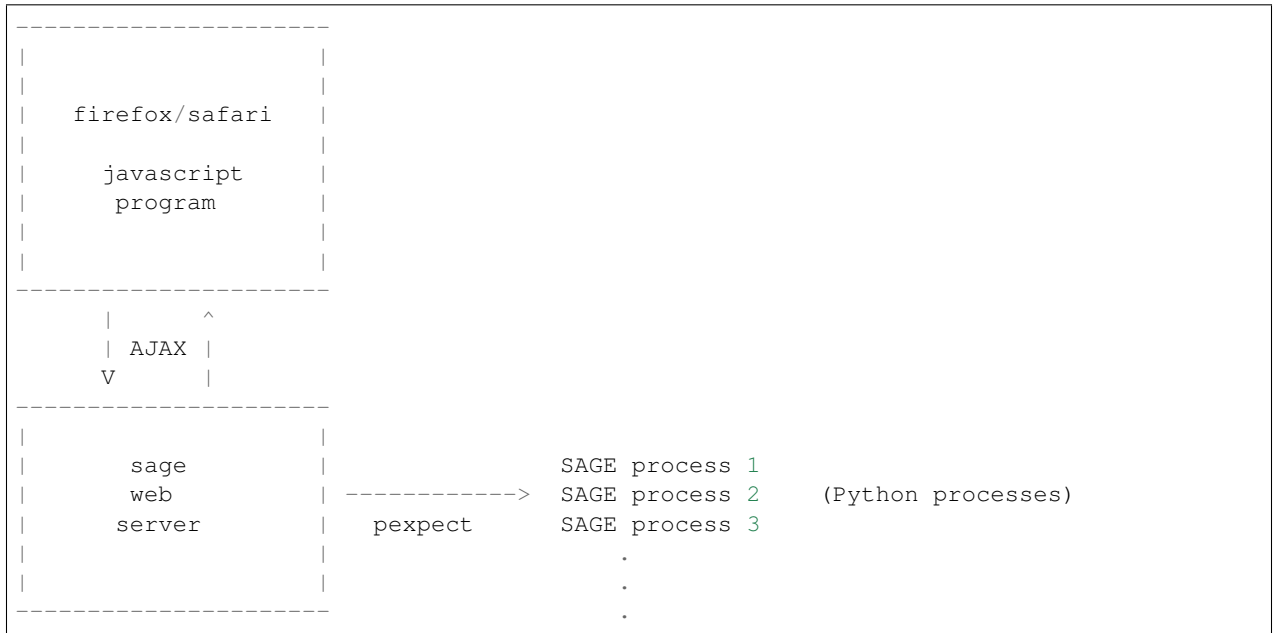 ----------------------
|                    |
|                    |
|   firefox/safari   |
|                    |
|     javascript     |
|      program       |
|                    |
|                    |
----------------------
      |      ^
      | AJAX |
      V      |
----------------------
|                    |
|       sage         |                SAGE process 1
|       web          | ------------>  SAGE process 2    (Python processes)
|      server        |   pexpect      SAGE process 3
|                    |                    .
|                    |                    .
----------------------                    .